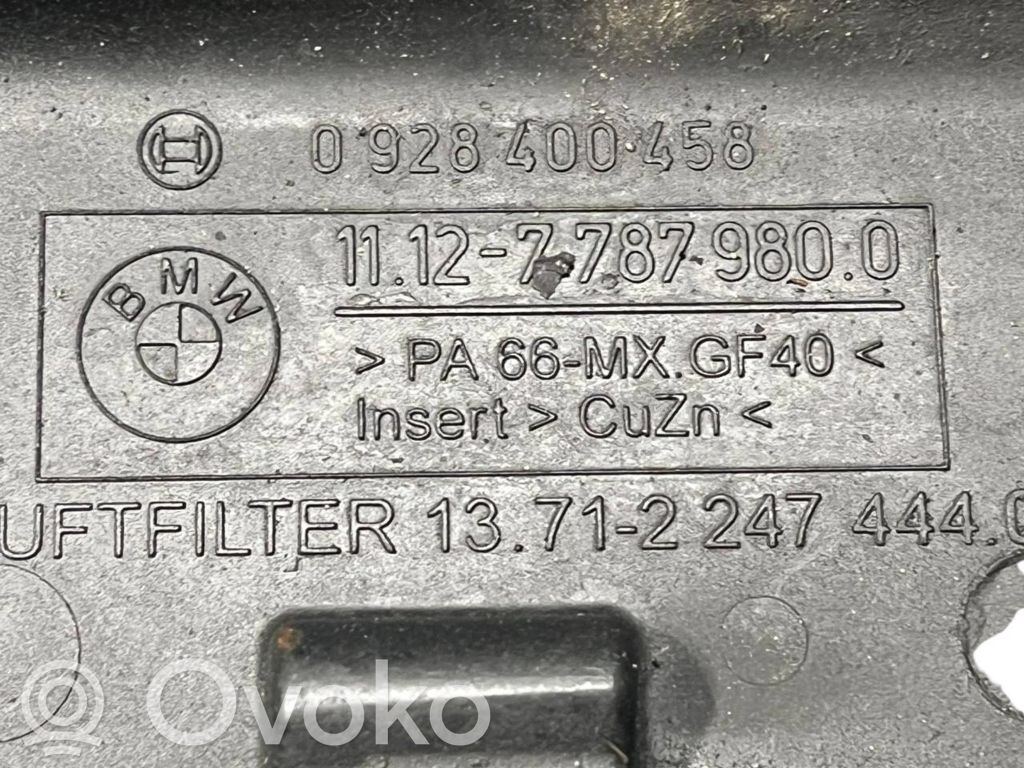 0 928 400 458
BMW
11.12-7 787 980.0
> PA 66-MX.GF40 <
Insert > CuZn <
UFTFILTER 13.71-2 247 444.0
Ovoko